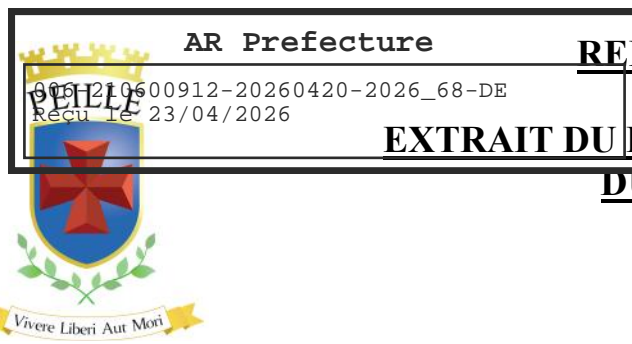 AR Prefecture
006-210600912-20260420-2026_68-DE
Reçu le 23/04/2026
PEILLE
EXTRAIT DU
Vivere Liberi Aut Mori